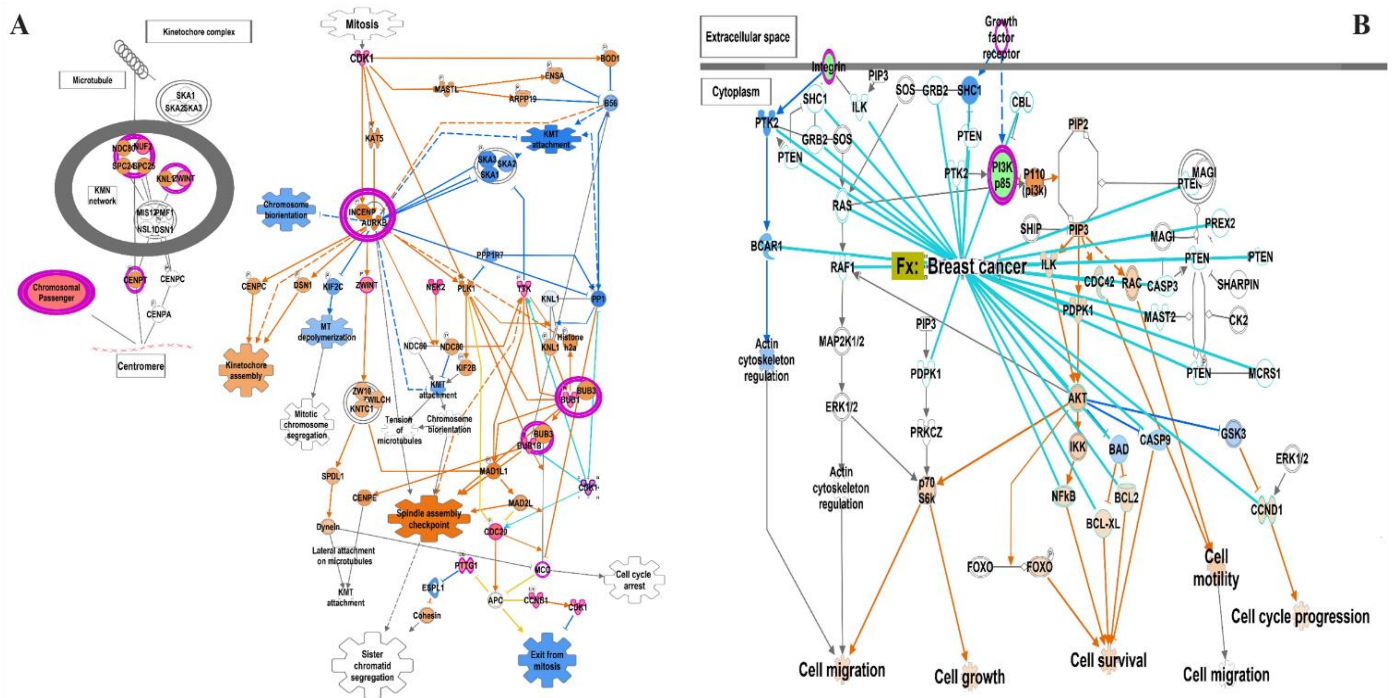 A
Kinetochore complex
Microtubule
SKA1
SKA2
SKA3
NDC80
NUF2
SPC24
SPC25
KNL1
ZWINT
KMN
network
MIS12
PMF1
NSL1
DSN1
CENPT
CENPC
Chromosomal
Passenger
CENPA
Centromere
Mitosis
CDK1
BOD1
MASTL
ENSA
ARPP19
B56
KAT5
KMT
attachment
SKA3
SKA2
SKA1
Chromosome
biorientation
INCENP
AURKB
PPP1R7
CENPC
DSN1
KIF2C
ZWINT
NEK2
PLK1
TTK
KNL1
PP1
MT
depolymerization
NDC80
NDC80
KNL1
Histone
h2a
KIF2B
Kinetochore
assembly
KMT
attachment
BUB3
BUB1
ZW10
ZWILCH
KNTC1
Mitotic
chromosome
segregation
Tension
of
microtubules
Chromosome
biorientation
BUB3
BUB1B
SPDL1
MAD1L1
CENPE
CDK1
MAD2L
Spindle assembly
checkpoint
Dynein
CDC20
Lateral attachment
on microtubules
PTTG1
MCC
Cell cycle
arrest
KMT
attachment
ESPL1
APC
CCNB1
CDK1
Cohesin
Sister
chromatid
segregation
Exit from
mitosis
B
Extracellular space
Growth
factor
receptor
Integrin
Cytoplasm
PIP3
SHC1
ILK
SOS
GRB2
SHC1
CBL
PTK2
GRB2
SOS
PTEN
PIP2
PTEN
PTK2
PI3K
p85
P110
(pi3k)
MAGI
PTEN
RAS
SHIP
PIP3
MAGI
PREX2
BCAR1
RAF1
Fx: Breast cancer
ILK
CDC42
RAC
CASP3
PTEN
PTEN
SHARPIN
PDPK1
MAST2
CK2
MAP2K1/2
PIP3
PDPK1
PTEN
MCRS1
Actin
cytoskeleton
regulation
ERK1/2
AKT
PRKCZ
IKK
BAD
CASP9
GSK3
ERK1/2
Actin
cytoskeleton
regulation
p70
S6k
NFkB
BCL2
BCL-XL
CCND1
FOXO
FOXO
Cell
motility
Cell cycle progression
Cell migration
Cell growth
Cell survival
Cell migration